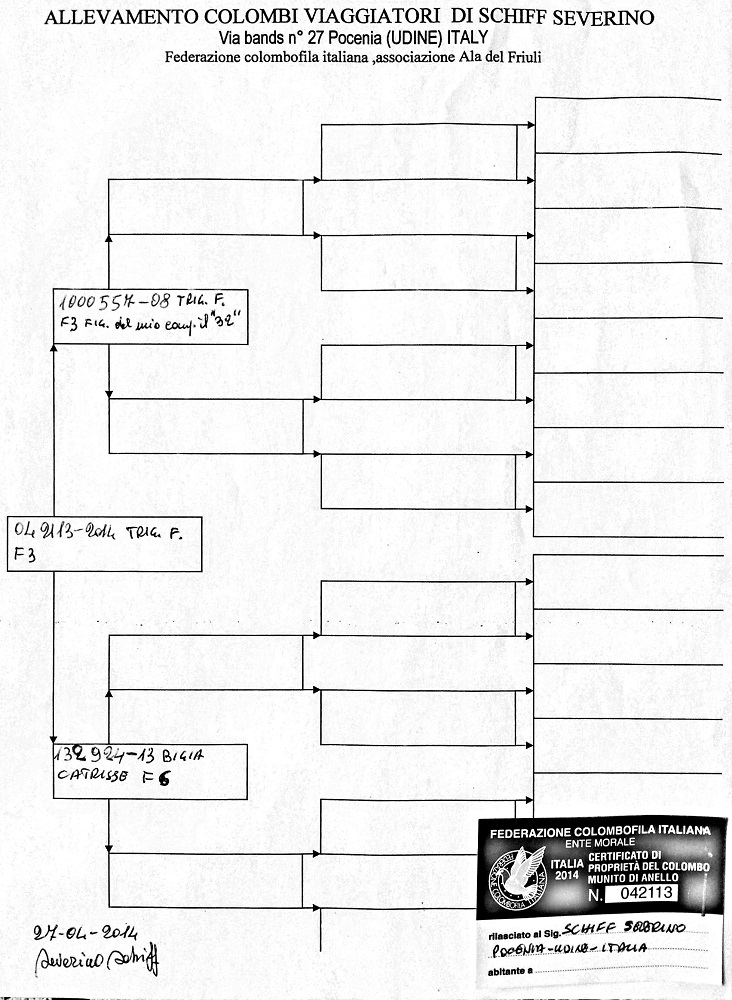 ALLEVAMENTO COLOMBI VIAGGIATORI DI SCHIFF SEVERINO
Via bands n° 27 Pocenia (UDINE) ITALY
Federazione colombofila italiana ,associazione Ala del Friuli
1000557-08 TRIG. F.
F3 FIG. del mio camp. il "32"
042113-2014 TRIG. F.
F3
132924-13 BIGIA
CATRISSE F6
27-04-2014
Severino Schiff
FEDERAZIONE COLOMBOFILA ITALIANA
ENTE MORALE
ITALIA
2014
CERTIFICATO DI
PROPRIETÀ DEL COLOMBO
MUNITO DI ANELLO
N. 042113
rilasciato al Sig. SCHIFF SEVERINO
POCENIA-UDINE-ITALIA
abitante a